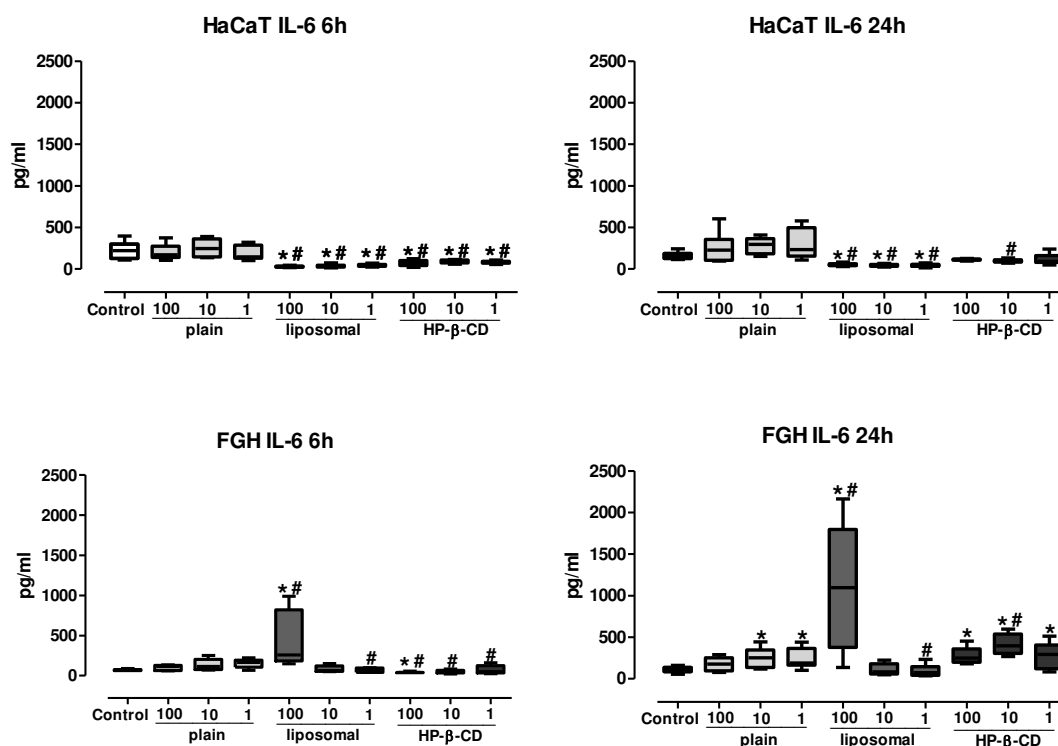 HaCaT IL-6 6h
2500
2000
1500
1000
500
0
pg/ml
* # * # * # * # * # * #
Control 100 10 1 100 10 1 100 10 1
plain liposomal HP-β-CD
HaCaT IL-6 24h
2500
2000
1500
1000
500
0
pg/ml
* # * # * # #
Control 100 10 1 100 10 1 100 10 1
plain liposomal HP-β-CD
FGH IL-6 6h
2500
2000
1500
1000
500
0
pg/ml
* #
# * # # #
Control 100 10 1 100 10 1 100 10 1
plain liposomal HP-β-CD
FGH IL-6 24h
2500
2000
1500
1000
500
0
pg/ml
* #
* * # * * # *
Control 100 10 1 100 10 1 100 10 1
plain liposomal HP-β-CD